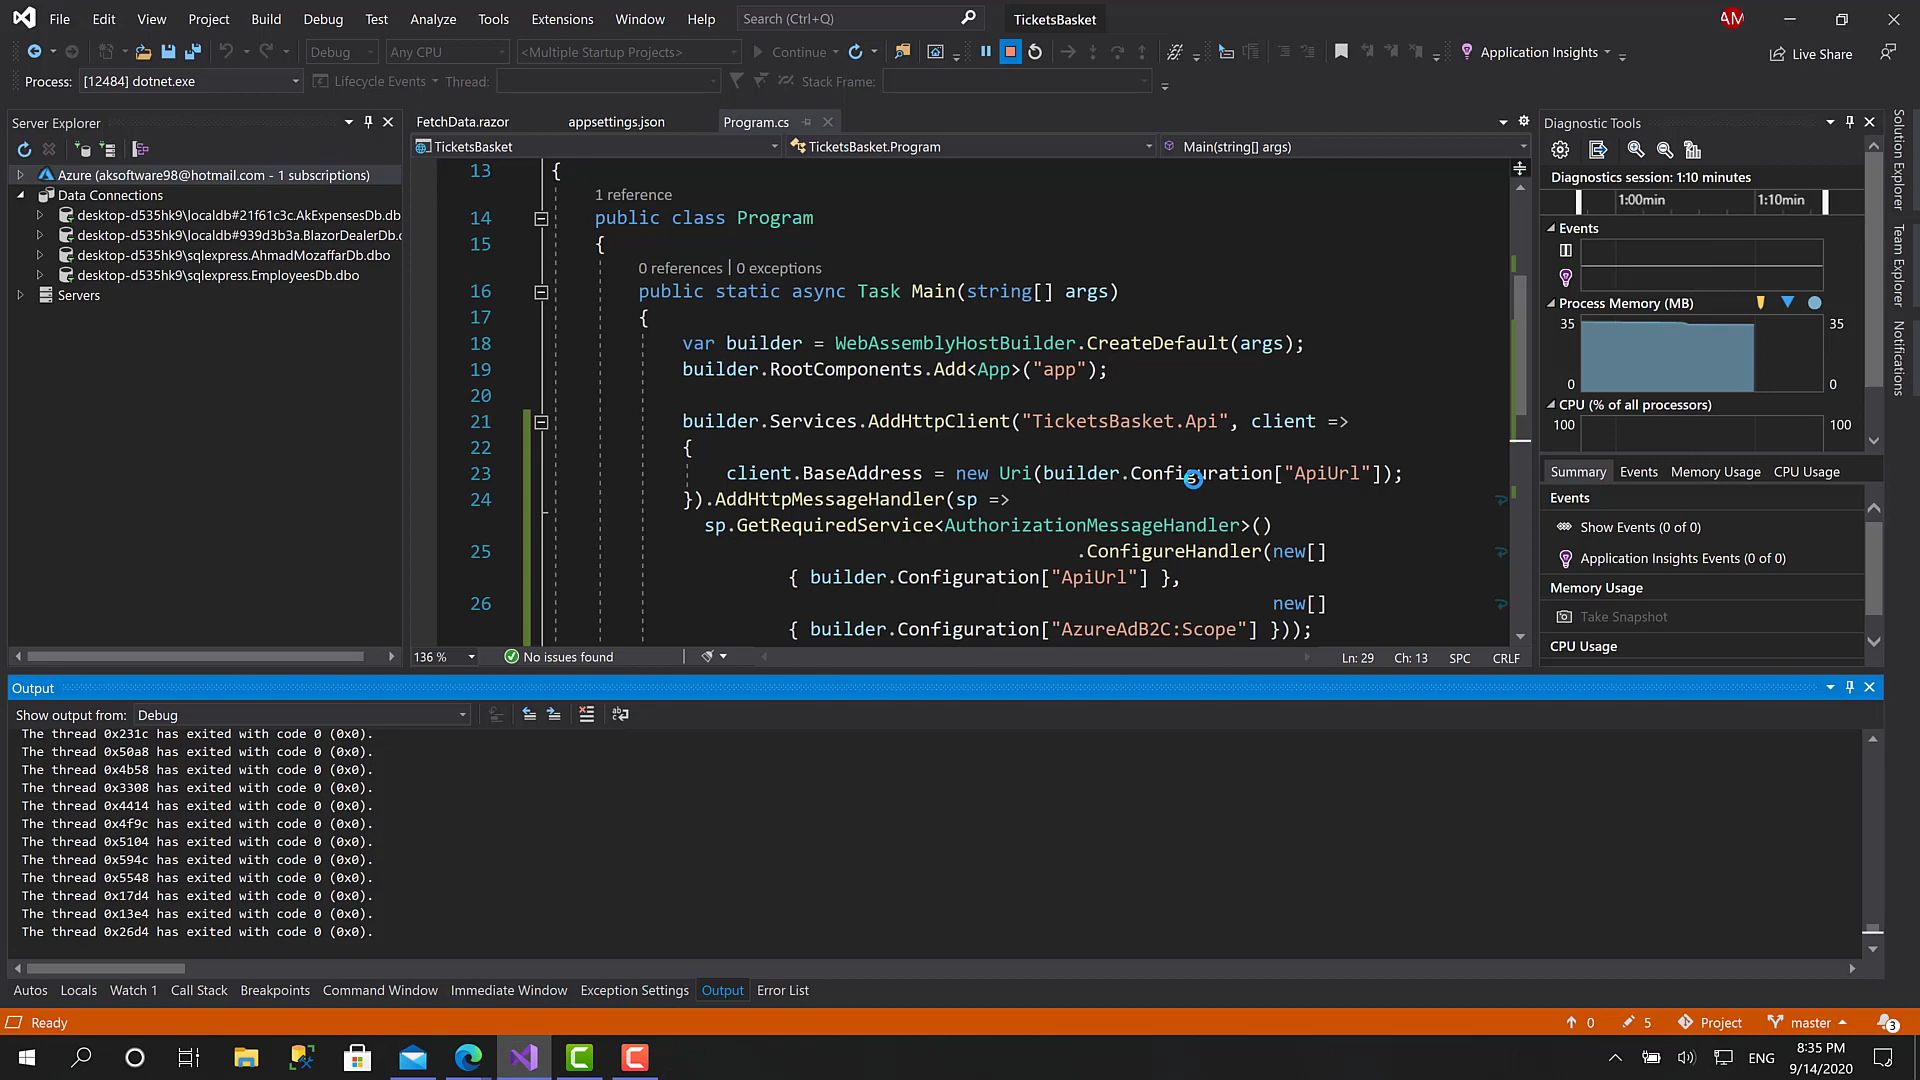 File Edit View Project Build Debug Test Analyze Tools Extensions Window Help Search (Ctrl+Q) TicketsBasket AM
Debug Any CPU <Multiple Startup Projects> Continue Application Insights Live Share
Process: [12484] dotnet.exe Lifecycle Events Thread: Stack Frame:
Server Explorer
Azure (aksoftware98@hotmail.com - 1 subscriptions)
Data Connections
desktop-d535hk9\localdb#21f61c3c.AkExpensesDb.db
desktop-d535hk9\localdb#939d3b3a.BlazorDealerDb.
desktop-d535hk9\sqlexpress.AhmadMozaffarDb.dbo
desktop-d535hk9\sqlexpress.EmployeesDb.dbo
Servers
FetchData.razor appsettings.json Program.cs
TicketsBasket TicketsBasket.Program Main(string[] args)
13 {
1 reference
14 public class Program
15 {
0 references | 0 exceptions
16 public static async Task Main(string[] args)
17 {
18 var builder = WebAssemblyHostBuilder.CreateDefault(args);
19 builder.RootComponents.Add<App>("app");
20
21 builder.Services.AddHttpClient("TicketsBasket.Api", client =>
22 {
23 client.BaseAddress = new Uri(builder.Configuration["ApiUrl"]);
24 }).AddHttpMessageHandler(sp =>
sp.GetRequiredService<AuthorizationMessageHandler>()
25 .ConfigureHandler(new[]
{ builder.Configuration["ApiUrl"] },
26 new[]
{ builder.Configuration["AzureAdB2C:Scope"] }));
136 % No issues found Ln: 29 Ch: 13 SPC CRLF
Diagnostic Tools
Diagnostics session: 1:10 minutes
1:00min 1:10min
Events
Process Memory (MB)
35 35
0 0
CPU (% of all processors)
100 100
Summary Events Memory Usage CPU Usage
Events
Show Events (0 of 0)
Application Insights Events (0 of 0)
Memory Usage
Take Snapshot
CPU Usage
Solution Explorer
Team Explorer
Notifications
Output
Show output from: Debug
The thread 0x231c has exited with code 0 (0x0).
The thread 0x50a8 has exited with code 0 (0x0).
The thread 0x4b58 has exited with code 0 (0x0).
The thread 0x3308 has exited with code 0 (0x0).
The thread 0x4414 has exited with code 0 (0x0).
The thread 0x4f9c has exited with code 0 (0x0).
The thread 0x5104 has exited with code 0 (0x0).
The thread 0x594c has exited with code 0 (0x0).
The thread 0x5548 has exited with code 0 (0x0).
The thread 0x17d4 has exited with code 0 (0x0).
The thread 0x13e4 has exited with code 0 (0x0).
The thread 0x26d4 has exited with code 0 (0x0).
Autos Locals Watch 1 Call Stack Breakpoints Command Window Immediate Window Exception Settings Output Error List
Ready 0 5 Project master 3
ENG 8:35 PM
9/14/2020